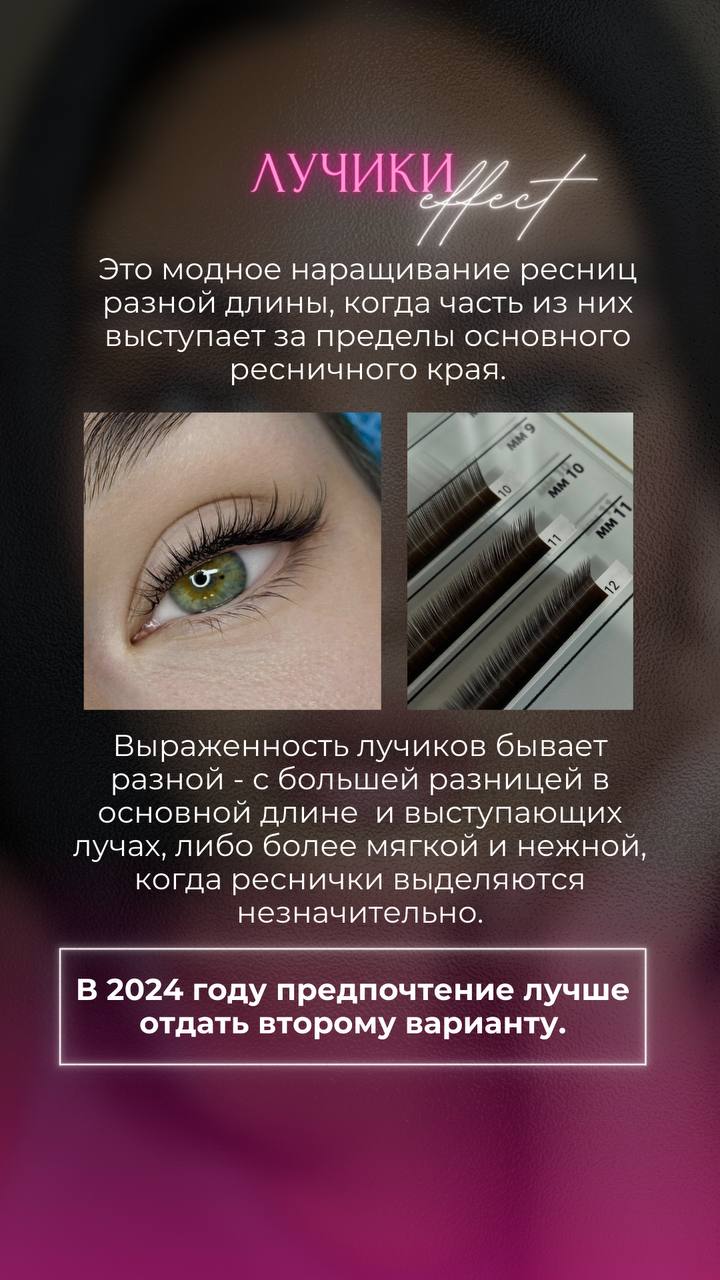 ЛУЧИКИ
effect
Это модное наращивание ресниц
разной длины, когда часть из них
выступает за пределы основного
ресничного края.
мм 9
10
мм 10
11
мм 11
12
Выраженность лучиков бывает
разной - с большей разницей в
основной длине и выступающих
лучах, либо более мягкой и нежной,
когда реснички выделяются
незначительно.
В 2024 году предпочтение лучше
отдать второму варианту.